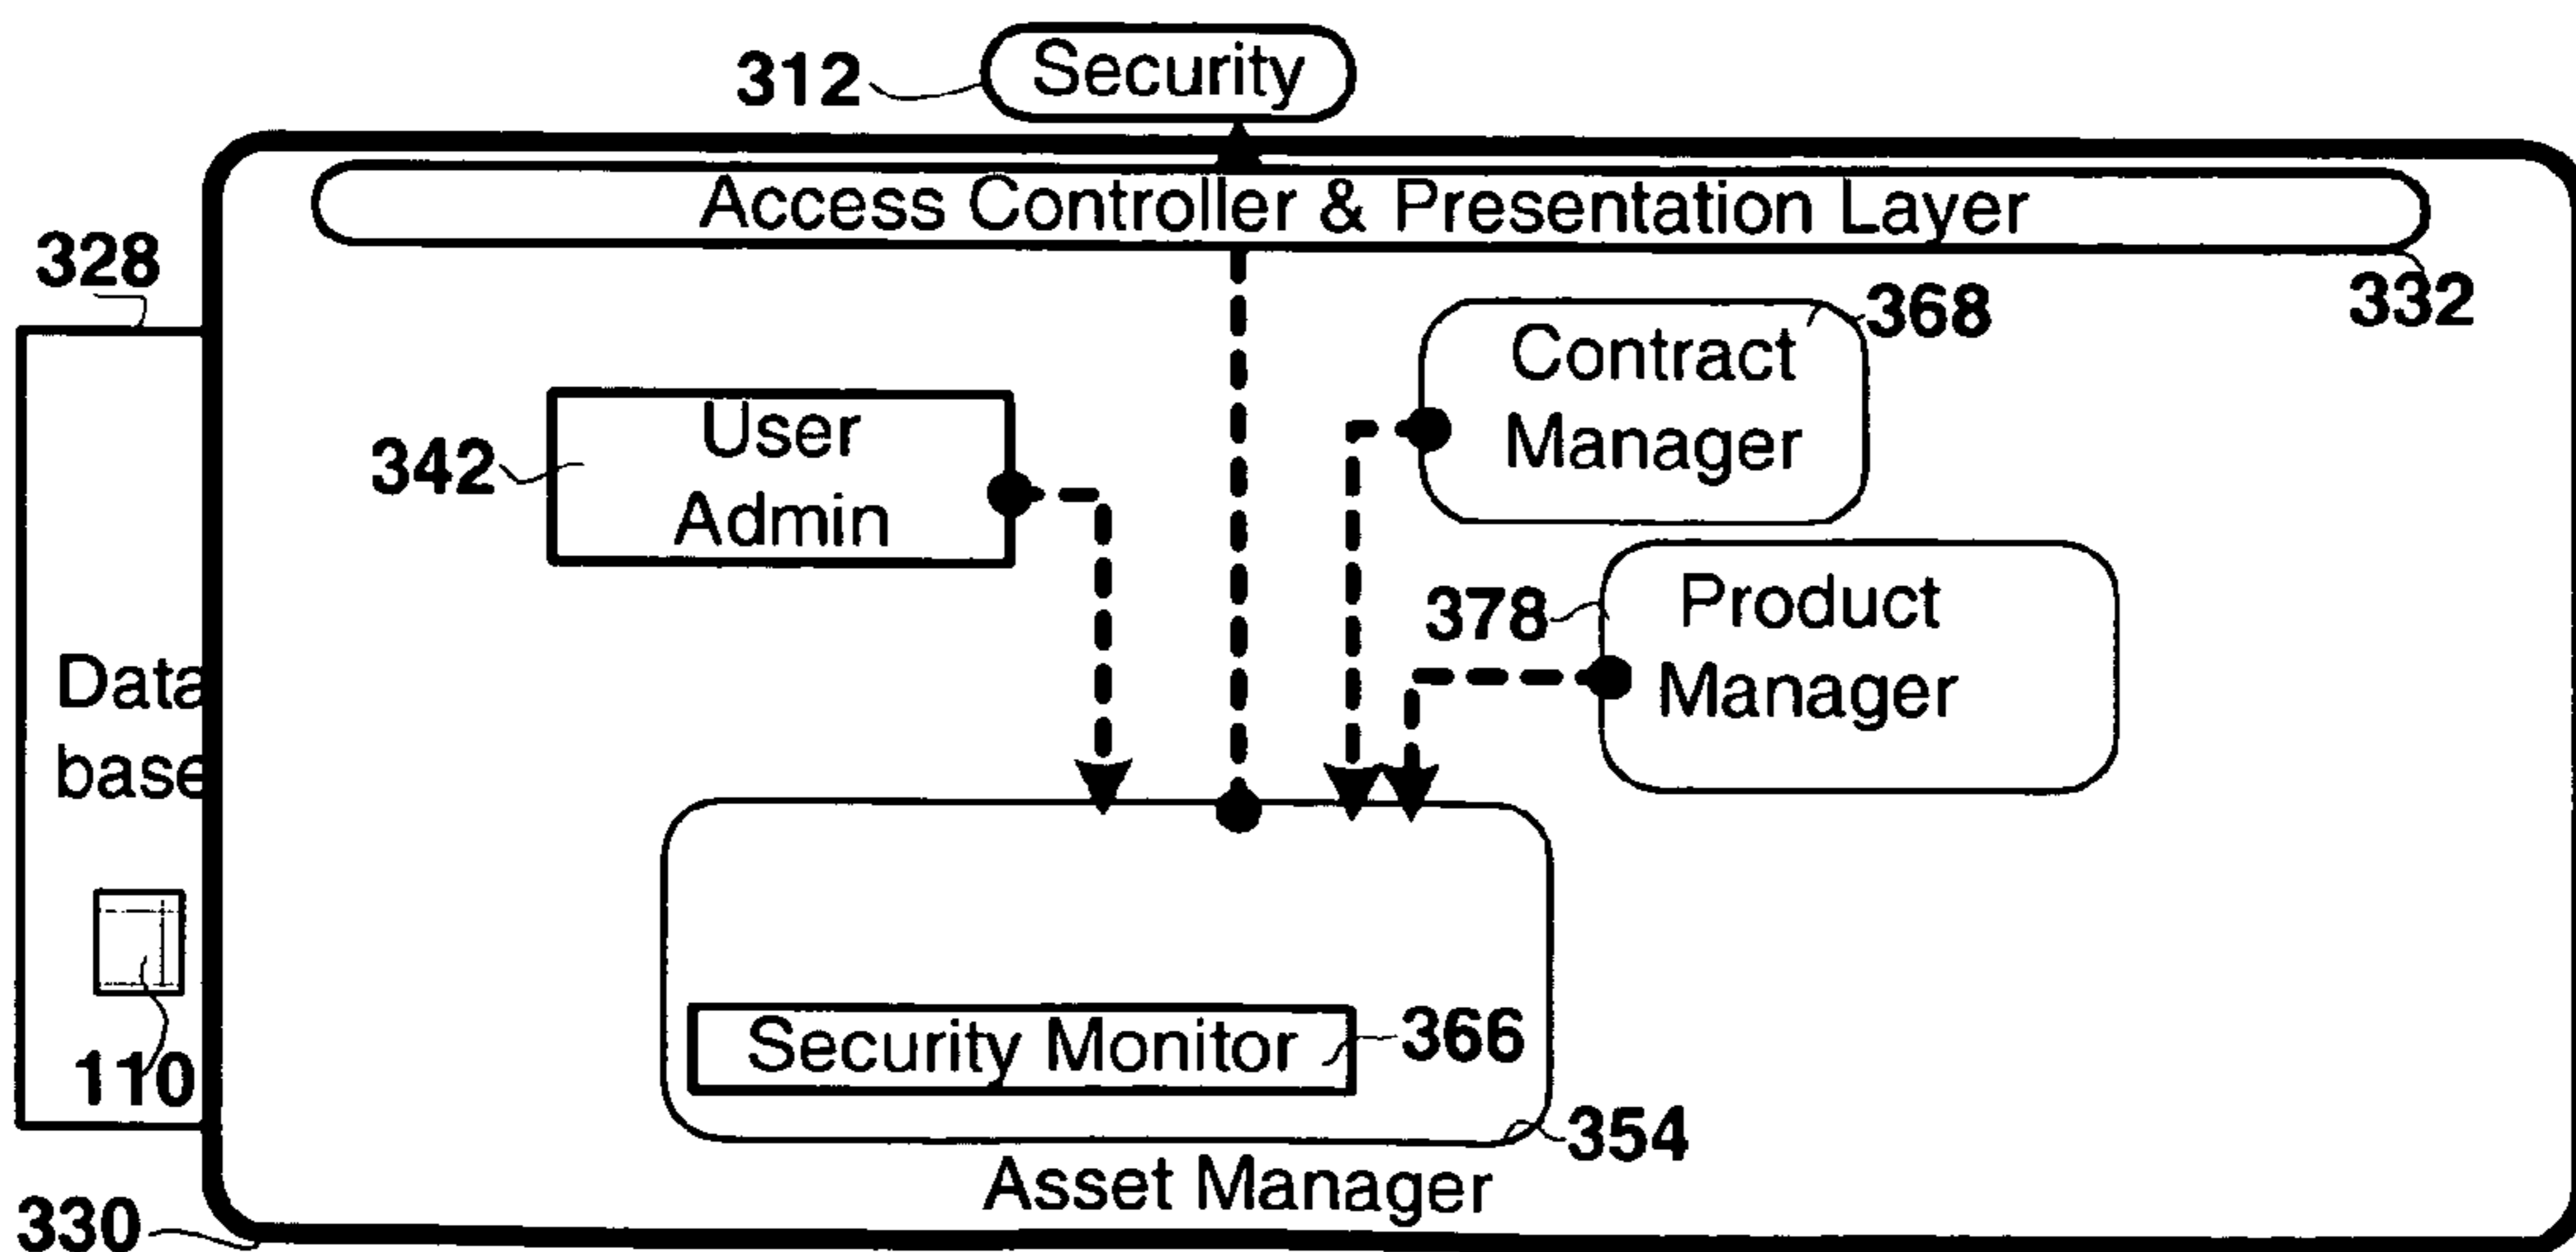 312
Security
Access Controller & Presentation Layer
332
328
368
Contract
Manager
342
User
Admin
378
Product
Manager
Data
base
110
Security Monitor
366
354
Asset Manager
330